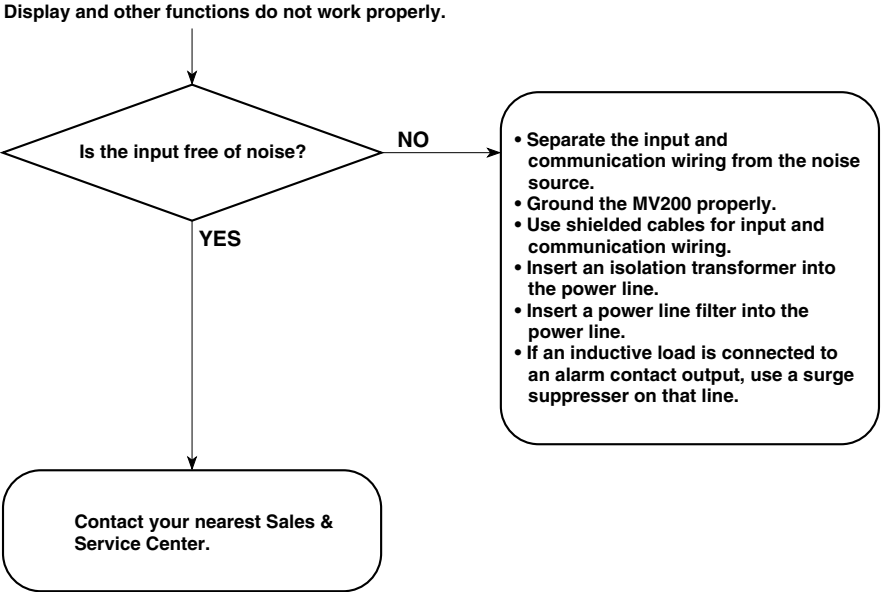 Display and other functions do not work properly.
Is the input free of noise?
NO
YES
• Separate the input and
communication wiring from the noise
source.
• Ground the MV200 properly.
• Use shielded cables for input and
communication wiring.
• Insert an isolation transformer into
the power line.
• Insert a power line filter into the
power line.
• If an inductive load is connected to
an alarm contact output, use a surge
suppresser on that line.
Contact your nearest Sales &
Service Center.